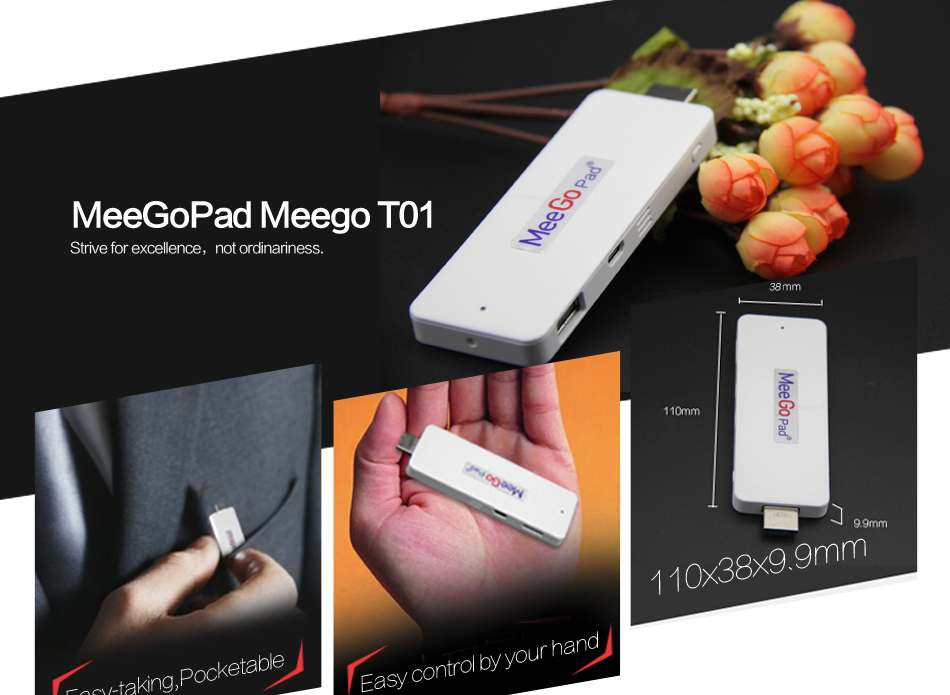 MeeGoPad Meego T01
Strive for excellence，not ordinariness.
MeeGo Pad®
38mm
110mm
MeeGo Pad®
9.9mm
110x38x9.9mm
MeeGo Pad®
Easy-taking,Pocketable
Easy control by your hand